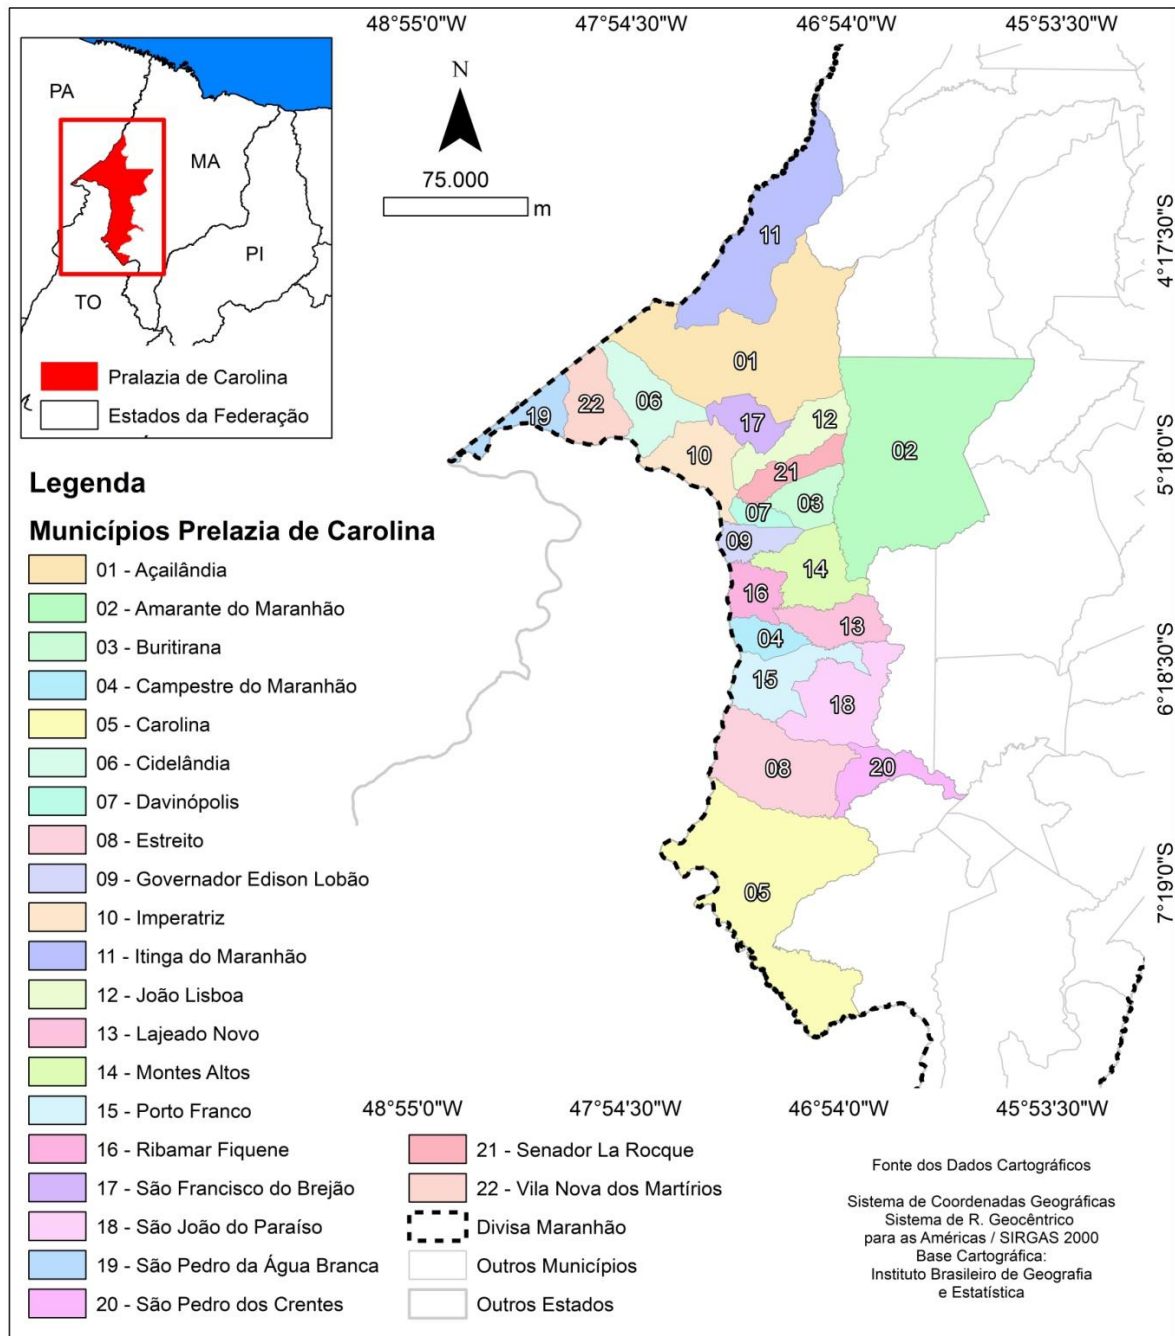 48°55'0"W 47°54'30"W 46°54'0"W 45°53'30"W
PA
MA
PI
TO
Pralazia de Carolina
Estados da Federação
N
75.000
m
4°17'30"S
5°18'0"S
6°18'30"S
7°19'0"S
11
01
19
22
06
17
12
02
10
21
03
07
09
14
16
13
04
15
18
08
20
05
Legenda
Municípios Prelazia de Carolina
01 - Açailândia
02 - Amarante do Maranhão
03 - Buritirana
04 - Campestre do Maranhão
05 - Carolina
06 - Cidelândia
07 - Davinópolis
08 - Estreito
09 - Governador Edison Lobão
10 - Imperatriz
11 - Itinga do Maranhão
12 - João Lisboa
13 - Lajeado Novo
14 - Montes Altos
15 - Porto Franco
16 - Ribamar Fiquene
17 - São Francisco do Brejão
18 - São João do Paraíso
19 - São Pedro da Água Branca
20 - São Pedro dos Crentes
48°55'0"W 47°54'30"W 46°54'0"W 45°53'30"W
21 - Senador La Rocque
22 - Vila Nova dos Martírios
Divisa Maranhão
Outros Municípios
Outros Estados
Fonte dos Dados Cartográficos
Sistema de Coordenadas Geográficas
Sistema de R. Geocêntrico
para as Américas / SIRGAS 2000
Base Cartográfica:
Instituto Brasileiro de Geografia
e Estatística